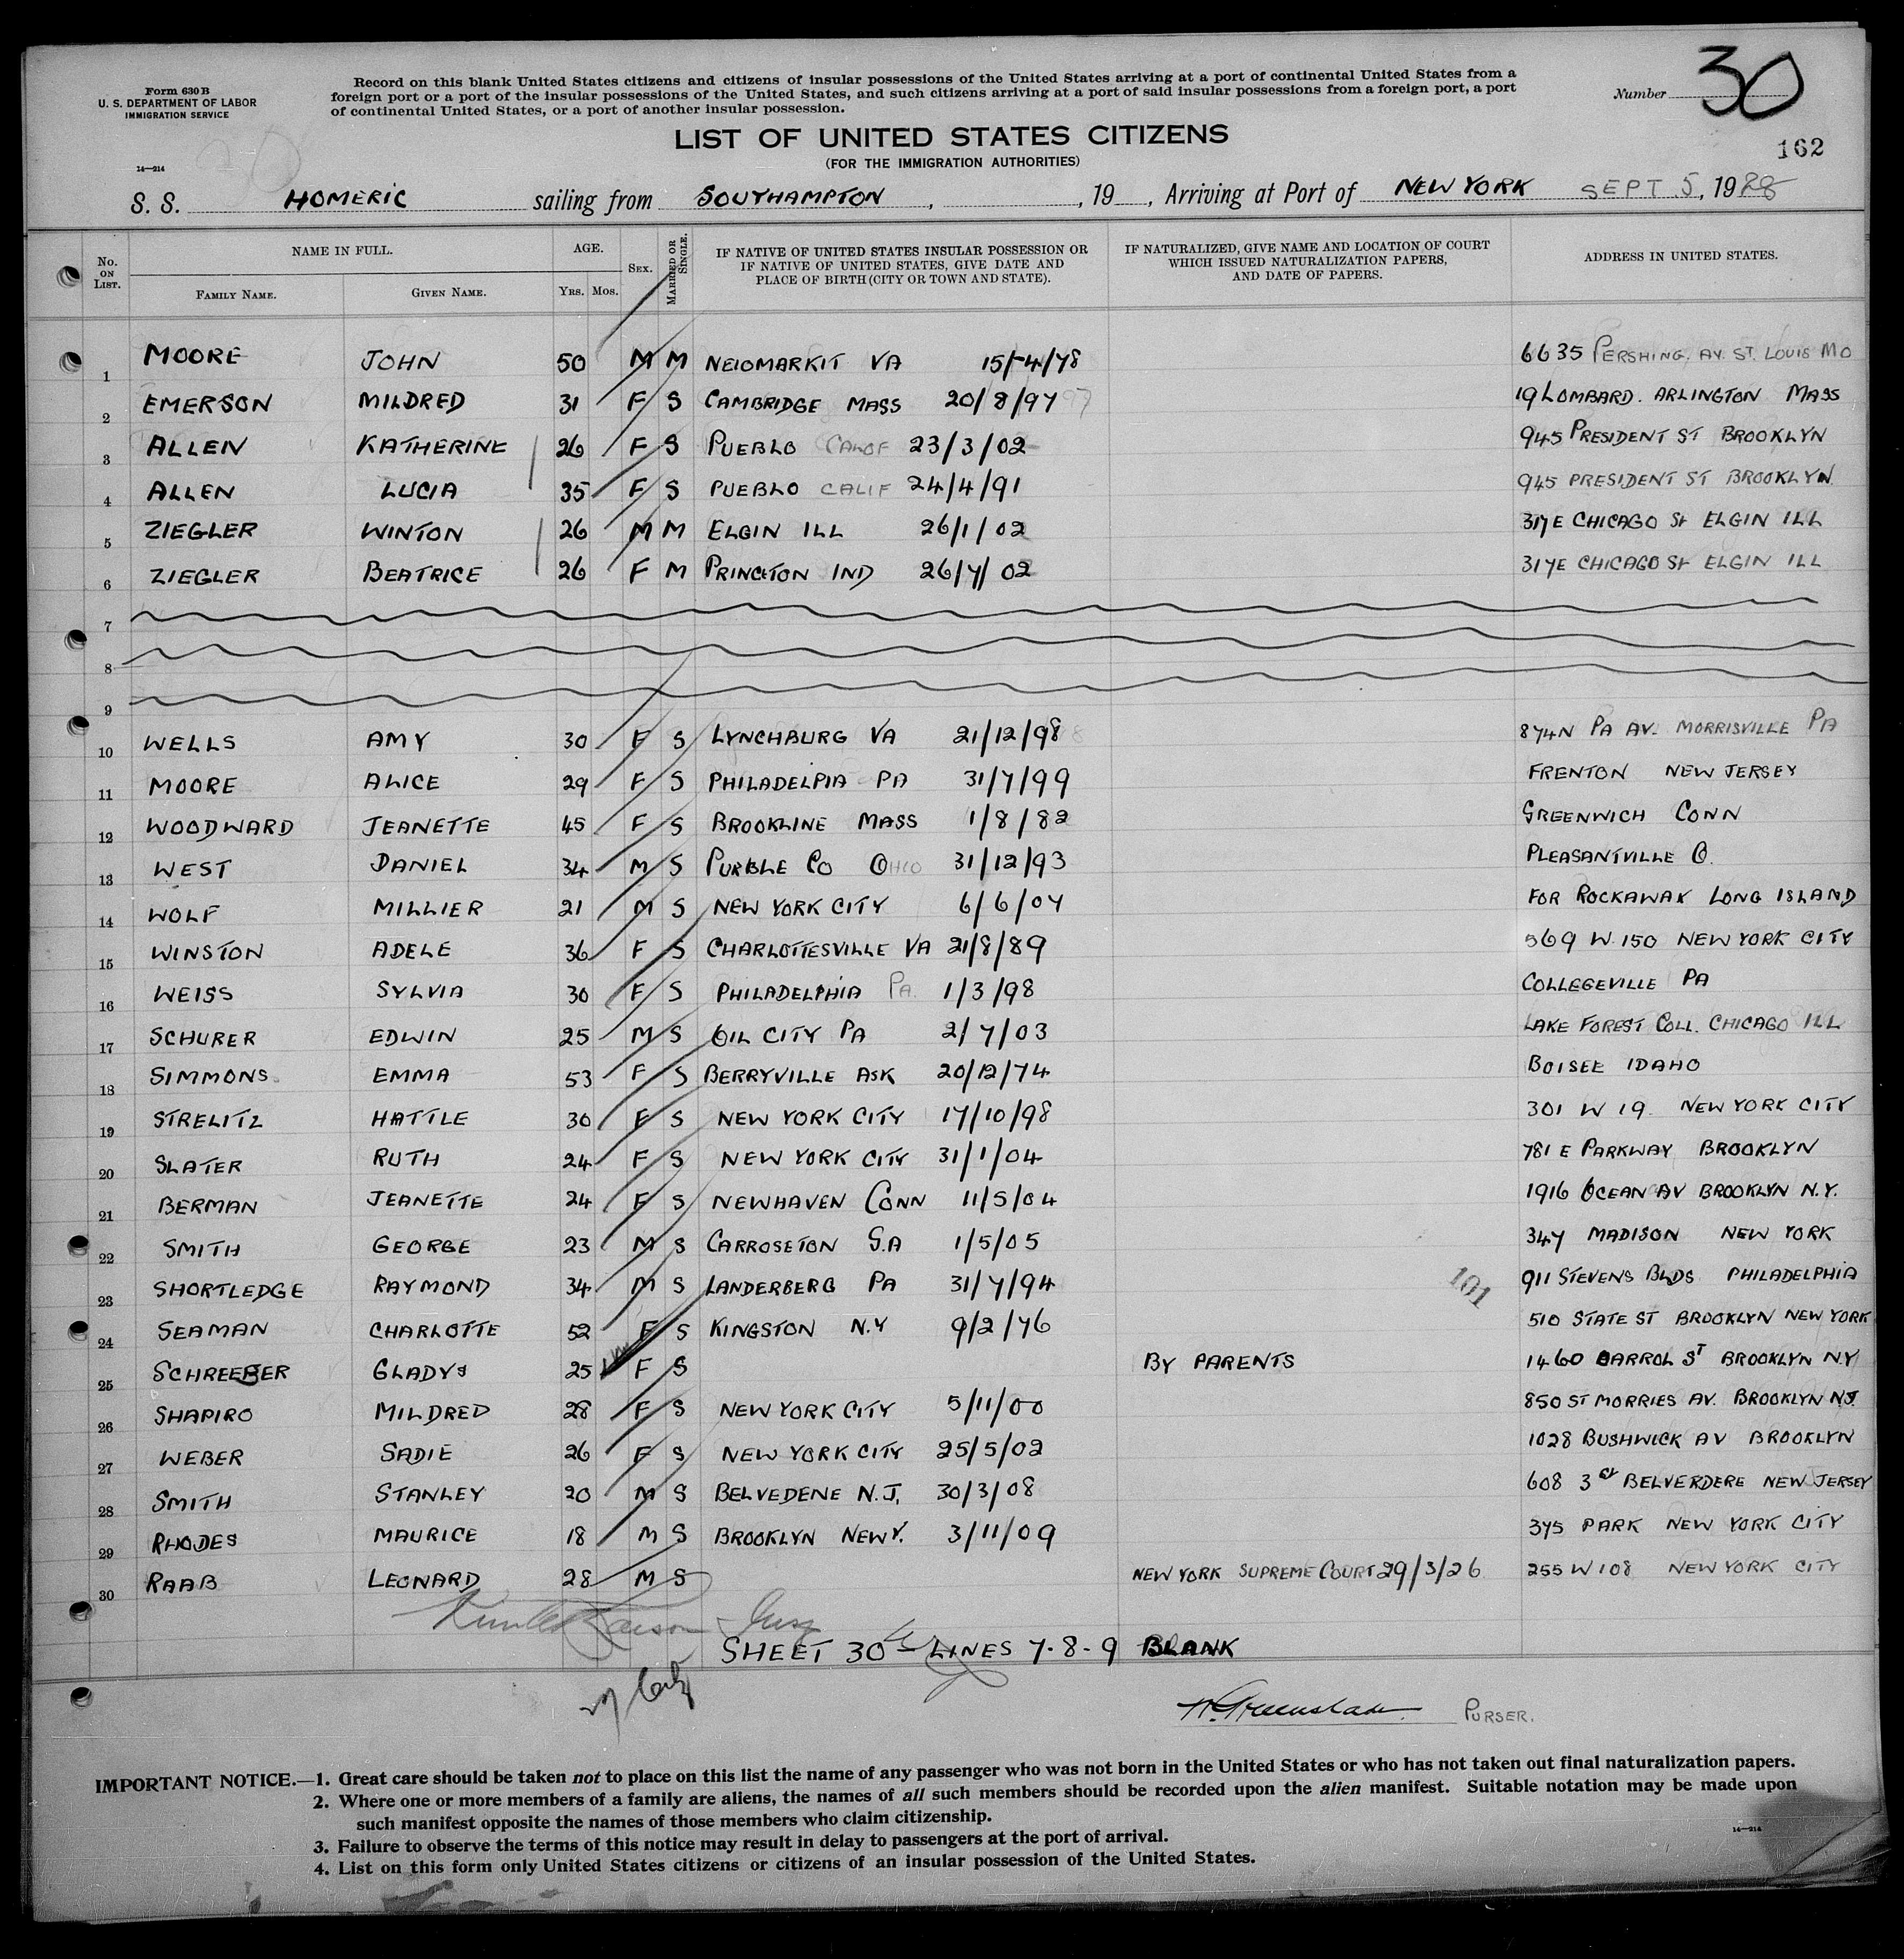 Form 630 B
U. S. DEPARTMENT OF LABOR
IMMIGRATION SERVICE
14—214
Record on this blank United States citizens and citizens of insular possessions of the United States arriving at a port of continental United States from a
foreign port or a port of the insular possessions of the United States, and such citizens arriving at a port of said insular possessions from a foreign port, a port
of continental United States, or a port of another insular possession.
Number 30
162
LIST OF UNITED STATES CITIZENS
(FOR THE IMMIGRATION AUTHORITIES)
S. S. HOMERIC sailing from SOUTHAMPTON, , 19 , Arriving at Port of NEW YORK SEPT 5, 1928
No. ON LIST. NAME IN FULL. FAMILY NAME. GIVEN NAME. AGE. YRS. MOS. SEX. MARRIED OR SINGLE. IF NATIVE OF UNITED STATES INSULAR POSSESSION OR IF NATIVE OF UNITED STATES, GIVE DATE AND PLACE OF BIRTH (CITY OR TOWN AND STATE). IF NATURALIZED, GIVE NAME AND LOCATION OF COURT WHICH ISSUED NATURALIZATION PAPERS, AND DATE OF PAPERS. ADDRESS IN UNITED STATES.
1 MOORE JOHN 50 M M NEWMARKIT VA 15/4/78 6635 PERSHING. AV. ST. LOUIS MO
2 EMERSON MILDRED 31 F S CAMBRIDGE MASS 20/8/97 19 LOMBARD. ARLINGTON MASS
3 ALLEN KATHERINE 26 F S PUEBLO 23/3/02 945 PRESIDENT ST BROOKLYN
4 ALLEN LUCIA 35 F S PUEBLO CALIF 24/4/91 945 PRESIDENT ST BROOKLYN
5 ZIEGLER WINTON 26 M M ELGIN ILL 26/1/02 317 E CHICAGO St ELGIN ILL
6 ZIEGLER BEATRICE 26 F M PRINCETON IND 26/7/02 317E CHICAGO St ELGIN ILL
7
8
9
10 WELLS AMY 30 F S LYNCHBURG VA 21/12/98 874N PA AV. MORRISVILLE PA
11 MOORE ALICE 29 F S PHILADELPIA PA 31/7/99 FRENTON NEW JERSEY
12 WOODWARD JEANETTE 45 F S BROOKLINE MASS 1/8/82 GREENWICH CONN
13 WEST DANIEL 34 M S CO OHIO 31/12/93 PLEASANTVILLE O.
14 WOLF MILLIER 21 M S NEW YORK CITY 6/6/07 FOR ROCKAWAY LONG ISLAND
15 WINSTON ADELE 36 F S CHARLOTTESVILLE VA 21/8/89 569 W. 150 NEW YORK CITY
16 WEISS SYLVIA 30 F S PHILADELPHIA PA. 1/3/98 COLLEGEVILLE PA
17 SCHURER EDWIN 25 M S OIL CITY PA 2/7/03 LAKE FOREST COLL. CHICAGO ILL
18 SIMMONS. EMMA 53 F S BERRYVILLE ASK 20/12/74 BOISEE IDAHO
19 STRELITZ HATTLE 30 F S NEW YORK CITY 17/10/98 301 W 19. NEW YORK CITY
20 SLATER RUTH 24 F S NEW YORK CITY 31/1/04 781 E PARKWAY BROOKLYN
21 BERMAN JEANETTE 24 F S NEWHAVEN CONN 11/5/04 1916 OCEAN AV BROOKLYN N.Y.
22 SMITH GEORGE 23 M S CARROSETON G.A 1/5/05 347 MADISON NEW YORK
23 SHORTLEDGE RAYMOND 34 M S LANDERBERG PA 31/7/94 911 STEVENS BLDS PHILADELPHIA
101
24 SEAMAN CHARLOTTE 52 F S KINGSTON N.Y 9/2/76 510 STATE ST BROOKLYN NEW YORK
25 SCHREEBER GLADYS 25 F S BY PARENTS 1460 CARROL ST BROOKLYN N.Y
26 SHAPIRO MILDRED 28 F S NEW YORK CITY 5/11/00 850 ST MORRIES AV. BROOKLYN
27 WEBER SADIE 26 F S NEW YORK CITY 25/5/02 1028 BUSHWICK AV BROOKLYN
28 SMITH STANLEY 20 M S BELVEDENE N.J. 30/3/08 608 3 BELVERDERE NEW JERSEY
29 RHODES MAURICE 18 M S BROOKLYN NEW Y. 3/11/09 375 PARK NEW YORK CITY
30 RAAB LEONARD 28 M S NEW YORK SUPREME COURT 29/3/26 255 W 108 NEW YORK CITY
SHEET 30 LINES 7-8-9 BLANK
PURSER.
IMPORTANT NOTICE.—1. Great care should be taken not to place on this list the name of any passenger who was not born in the United States or who has not taken out final naturalization papers.
2. Where one or more members of a family are aliens, the names of all such members should be recorded upon the alien manifest. Suitable notation may be made upon
such manifest opposite the names of those members who claim citizenship.
3. Failure to observe the terms of this notice may result in delay to passengers at the port of arrival.
4. List on this form only United States citizens or citizens of an insular possession of the United States.
14—214